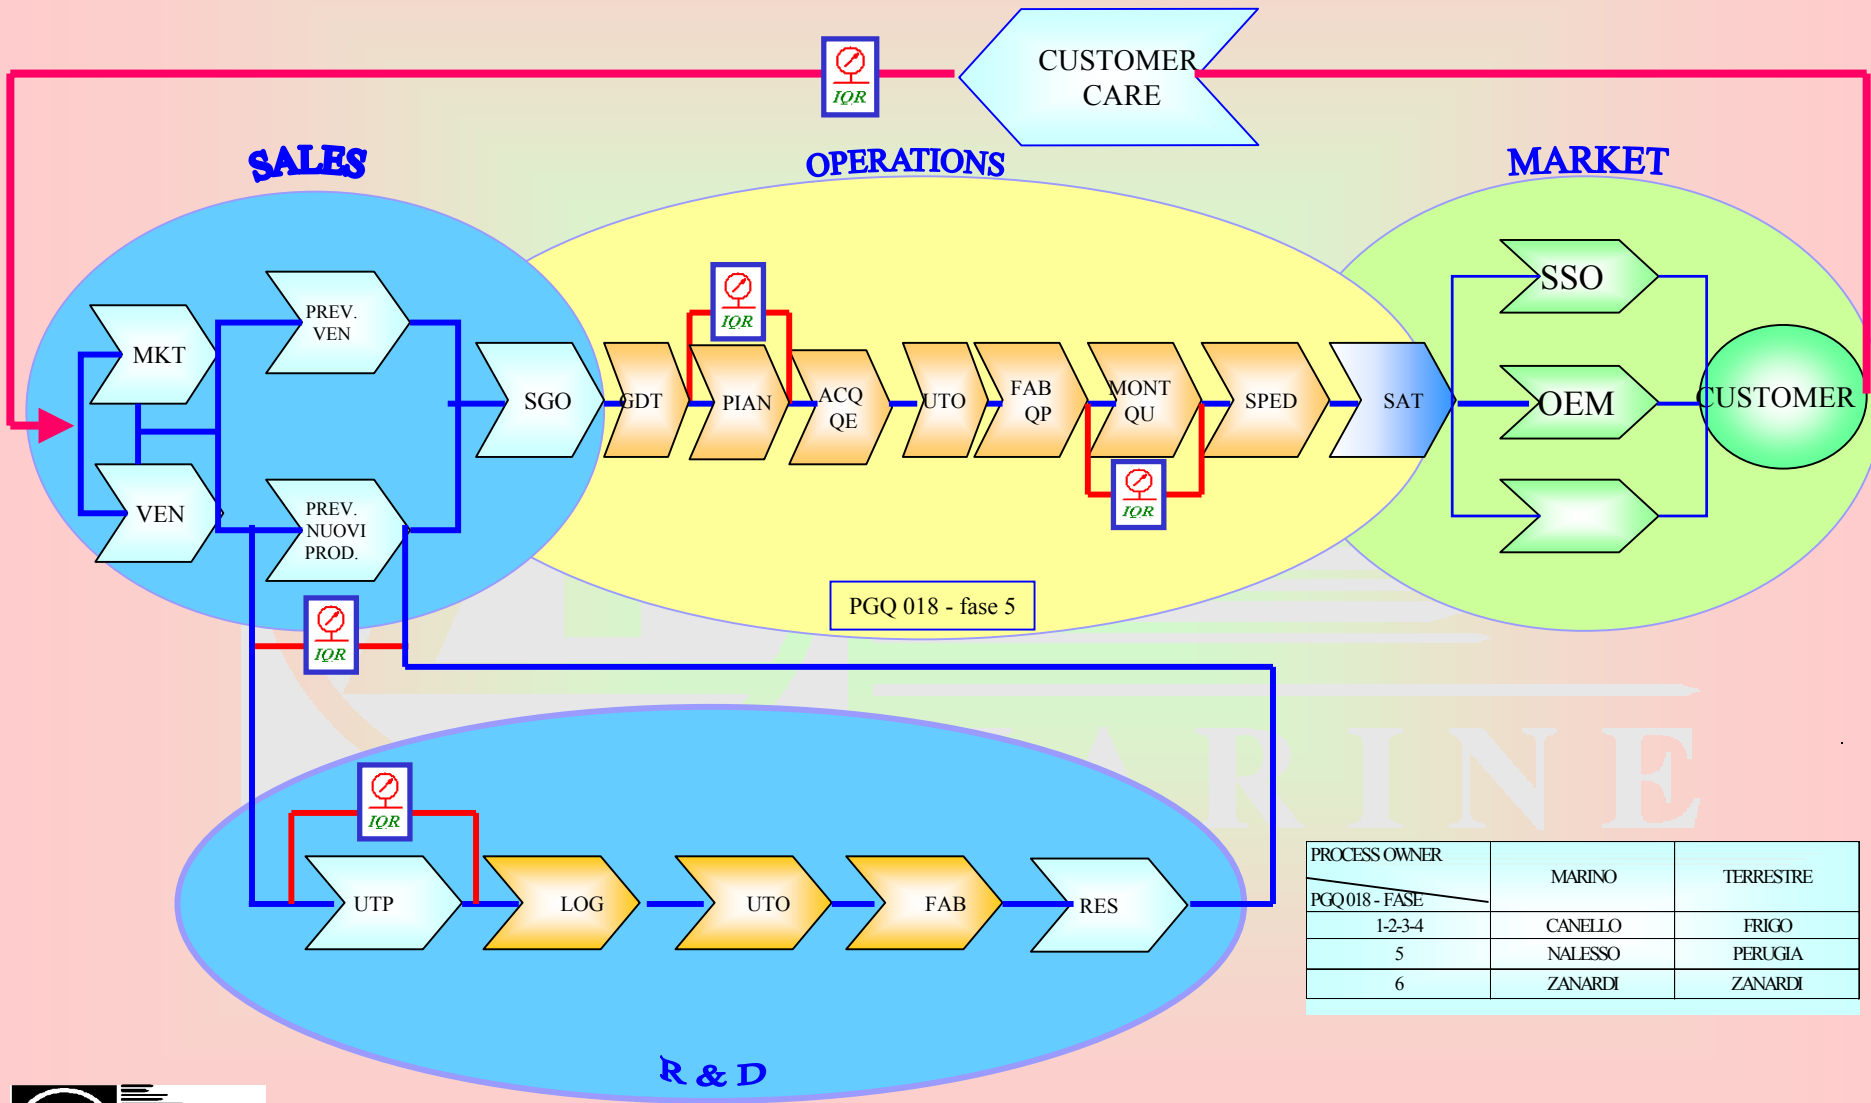 CUSTOMER
CARE
IQR
SALES
OPERATIONS
MARKET
MKT
VEN
PREV.
VEN
PREV.
NUOVI
PROD.
SGO
IQR
GDT
PIAN
ACQ
QE
UTO
FAB
QP
MONT
QU
SPED
SAT
IQR
SSO
OEM
CUSTOMER
PGQ 018 - fase 5
IQR
IQR
UTP
LOG
UTO
FAB
RES
R & D
ARINE
PROCESS OWNER
PGQ 018 - FASE
MARINO
TERRESTRE
1-2-3-4
CANELLO
FRIGO
5
NALESSO
PERUGIA
6
ZANARDI
ZANARDI